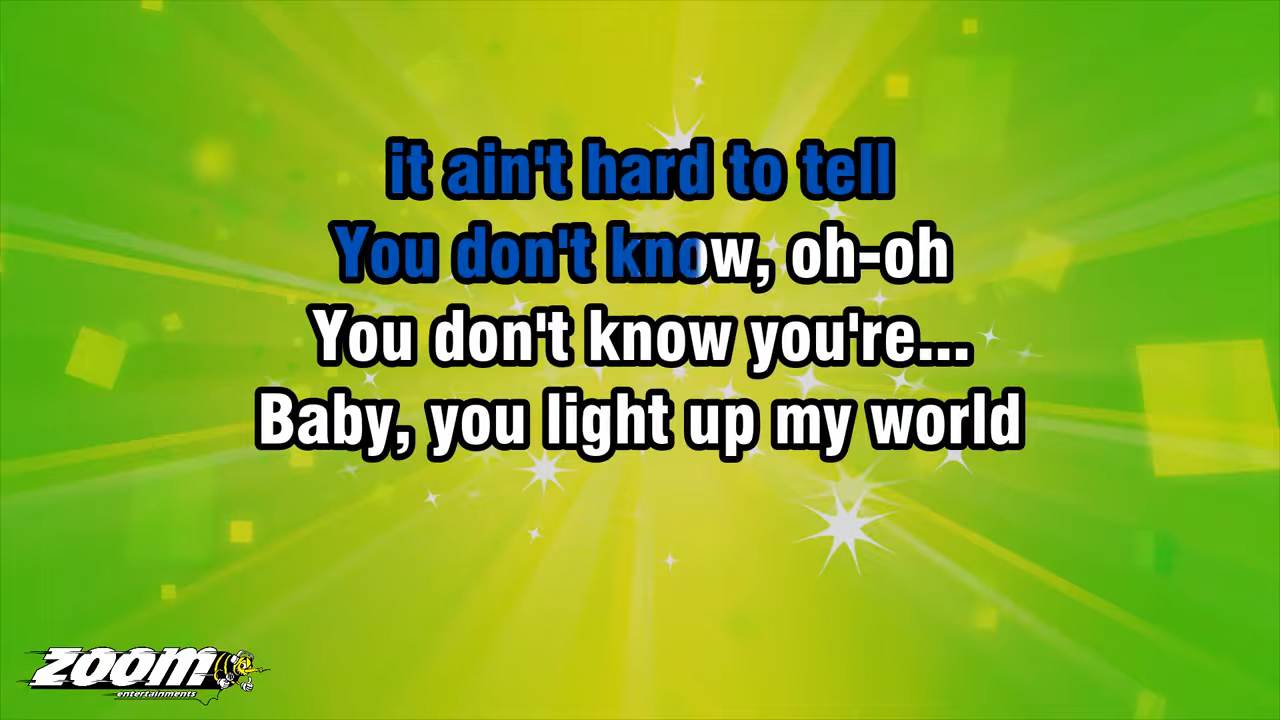 it ain't hard to tell
You don't know, oh-oh
You don't know you're...
Baby, you light up my world
zoom
entertainments